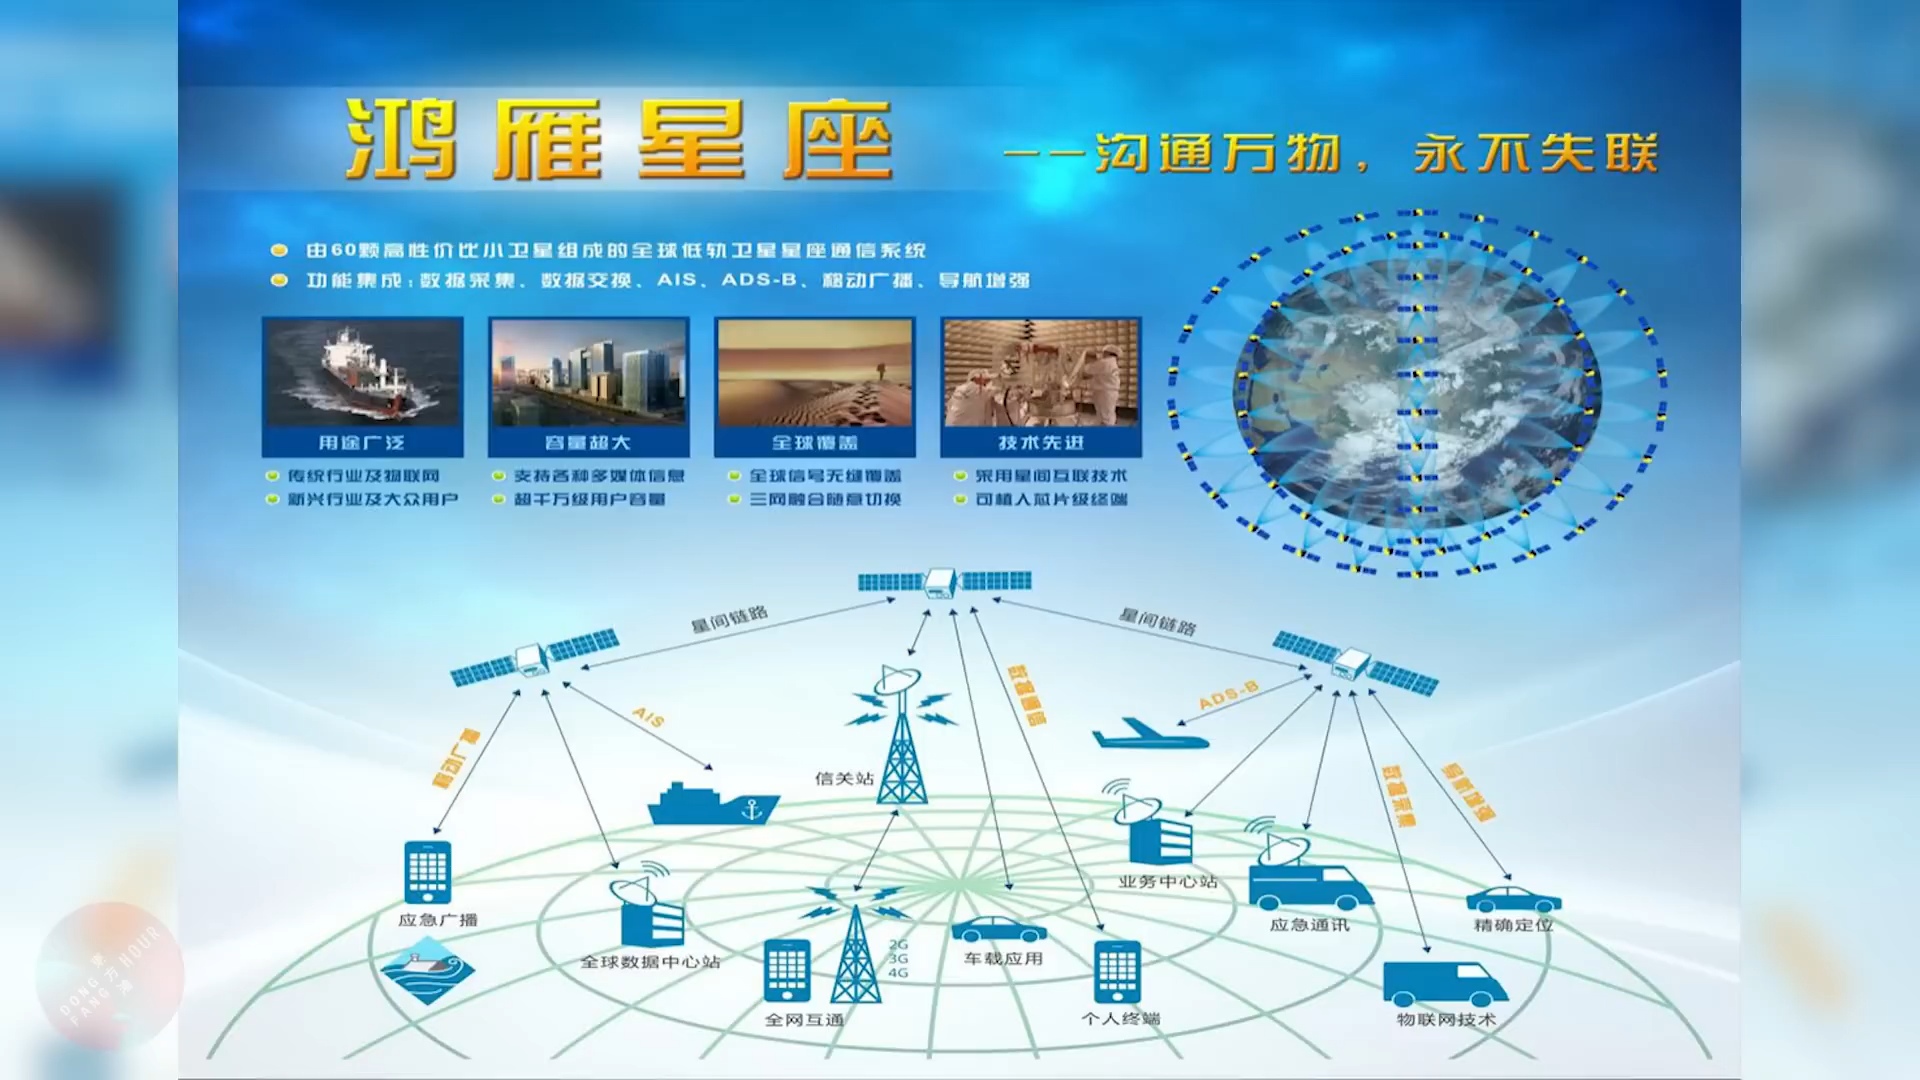 鸿雁星座
--沟通万物，永不失联
由60颗高性价比小卫星组成的全球低轨卫星星座通信系统
功能集成：数据采集、数据交换、AIS、ADS-B、移动广播、导航增强
用途广泛
容量超大
全球覆盖
技术先进
传统行业及物联网
新兴行业及大众用户
支持各种多媒体信息
超千万级用户容量
全球信号无缝覆盖
三网融合随意切换
采用星间互联技术
可植入芯片级终端
星间链路
星间链路
移动广播
AIS
数据通信
ADS-B
数据采集
导航增强
信关站
业务中心站
应急广播
应急通讯
精确定位
全球数据中心站
2G
3G
4G
车载应用
全网互通
个人终端
物联网技术
东方浪
DONG
FANG
HOUR